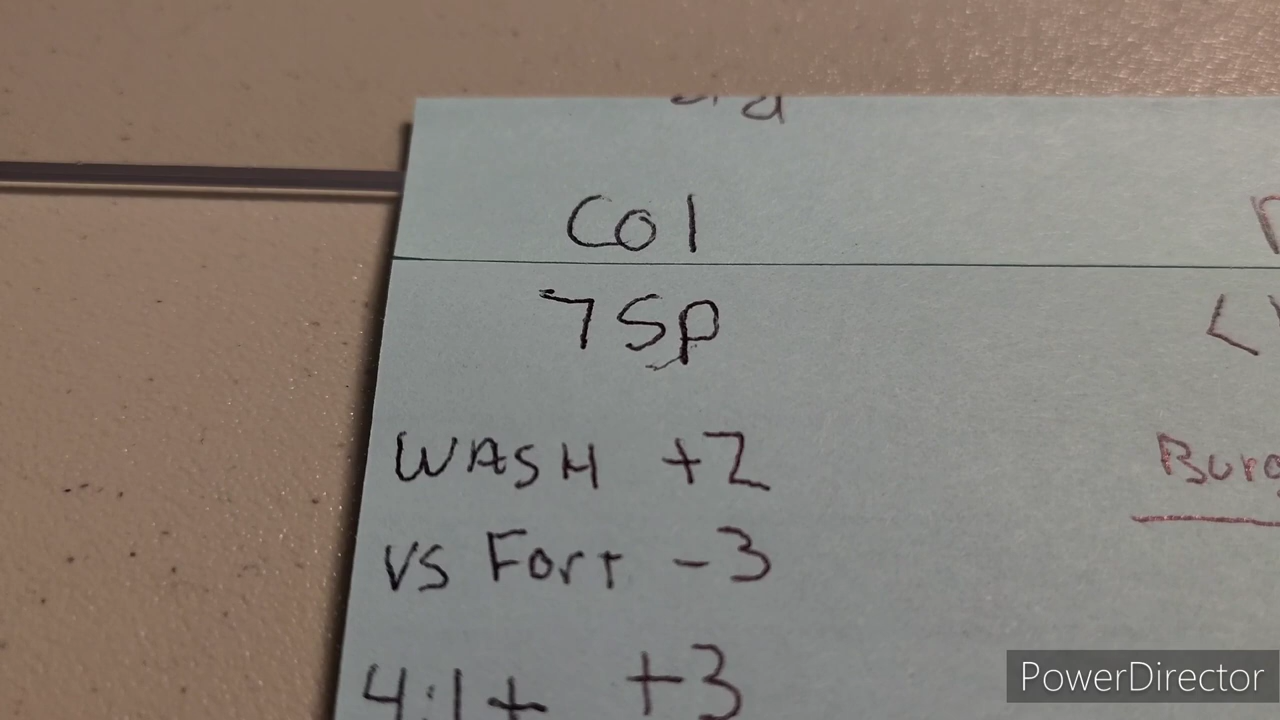 Col
7SP
WASH +2
VS Fort -3
4:1+ +3
PowerDirector